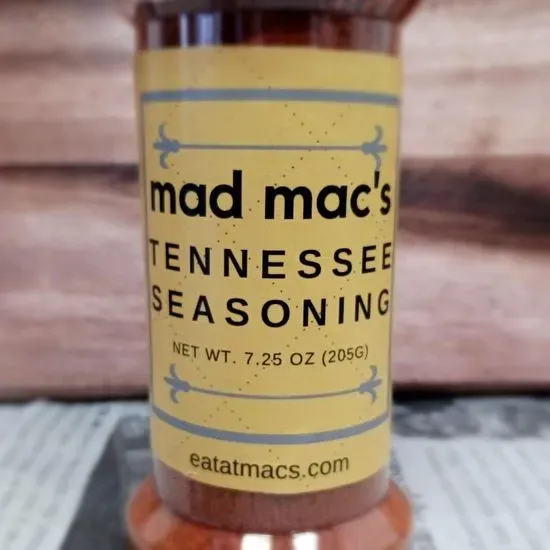 mad mac's
TENNESSEE
SEASONING
NET WT. 7.25 OZ (205G)
eatatmacs.com